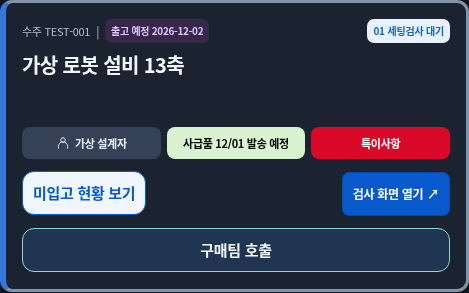 수주 TEST-001 | 출고 예정 2026-12-02 01 세팅검사 대기
가상 로봇 설비 13축
가상 설계자 사급품 12/01 발송 예정 특이사항
미입고 현황 보기 검사 화면 열기 ↗
구매팀 호출